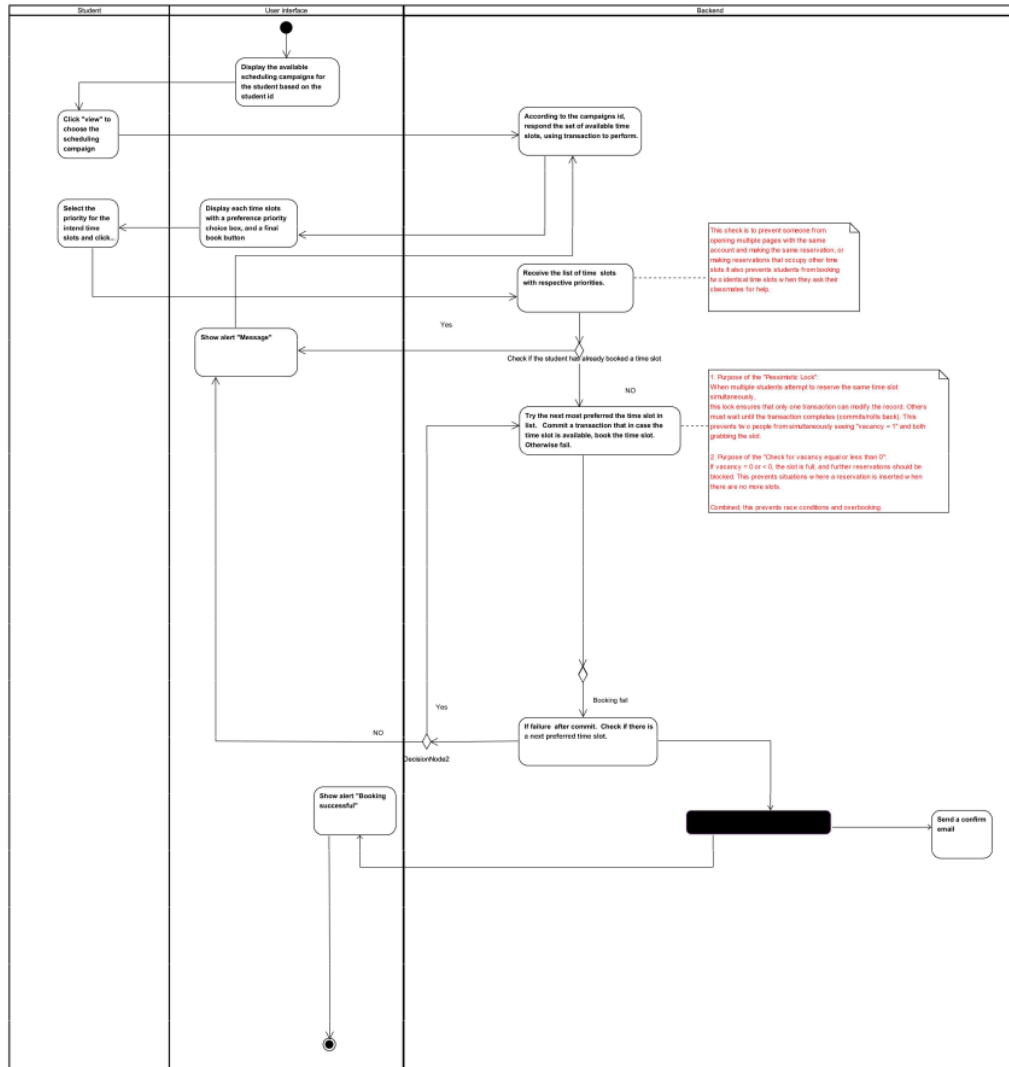 Student
User interface
Backend
Display the available
scheduling campaigns for
the student based on the
student id
Click "view" to
choose the
scheduling
campaign
According to the campaigns id,
respond the set of available time
slots, using transaction to perform.
Select the
priority for the
intend time
slots and click...
Display each time slots
with a preference priority
choice box, and a final
book button
This check is to prevent someone from
opening multiple pages with the same
account and making the same reservation, or
making reservations that occupy other time
slots.It also prevents students from booking
two identical time slots when they ask their
classmates for help.
Receive the list of time slots
with respective priorities.
Yes
Show alert "Message"
Check if the student has already booked a time slot
NO
1. Purpose of the "Pessimistic Lock":
When multiple students attempt to reserve the same time slot
simultaneously,
this lock ensures that only one transaction can modify the record. Others
must wait until the transaction completes (commits/rolls back). This
prevents two people from simultaneously seeing "vacancy = 1" and both
grabbing the slot.
2. Purpose of the "Check for vacancy equal or less than 0":
If vacancy = 0 or < 0, the slot is full, and further reservations should be
blocked. This prevents situations where a reservation is inserted when
there are no more slots.
Combined, this prevents race conditions and overbooking.
Try the next most preferred the time slot in
list. Commit a transaction that in case the
time slot is available, book the time slot.
Otherwise fail.
Booking fail
Yes
NO
DecisionNode2
If failure after commit. Check if there is
a next preferred time slot.
Show alert "Booking
successful"
Send a confirm
email